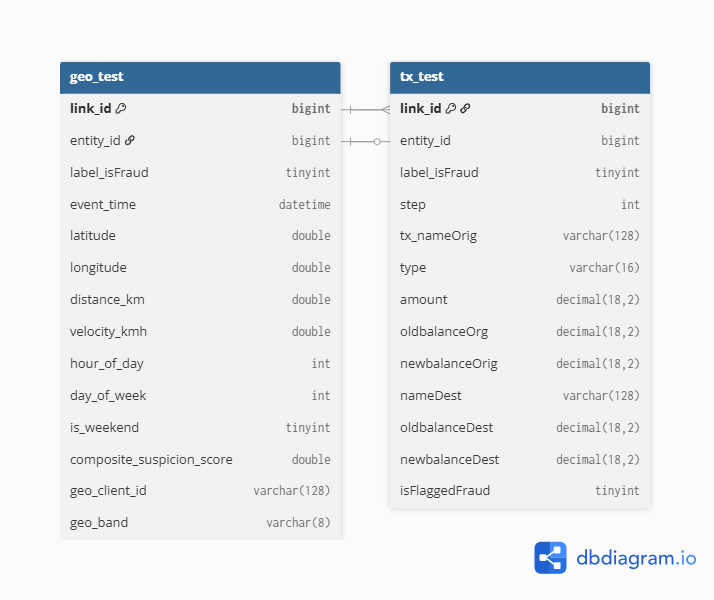 geo_test
link_id bigint
entity_id bigint
label_isFraud tinyint
event_time datetime
latitude double
longitude double
distance_km double
velocity_kmh double
hour_of_day int
day_of_week int
is_weekend tinyint
composite_suspicion_score double
geo_client_id varchar(128)
geo_band varchar(8)
tx_test
link_id bigint
entity_id bigint
label_isFraud tinyint
step int
tx_nameOrig varchar(128)
type varchar(16)
amount decimal(18,2)
oldbalanceOrg decimal(18,2)
newbalanceOrig decimal(18,2)
nameDest varchar(128)
oldbalanceDest decimal(18,2)
newbalanceDest decimal(18,2)
isFlaggedFraud tinyint
dbdiagram.io